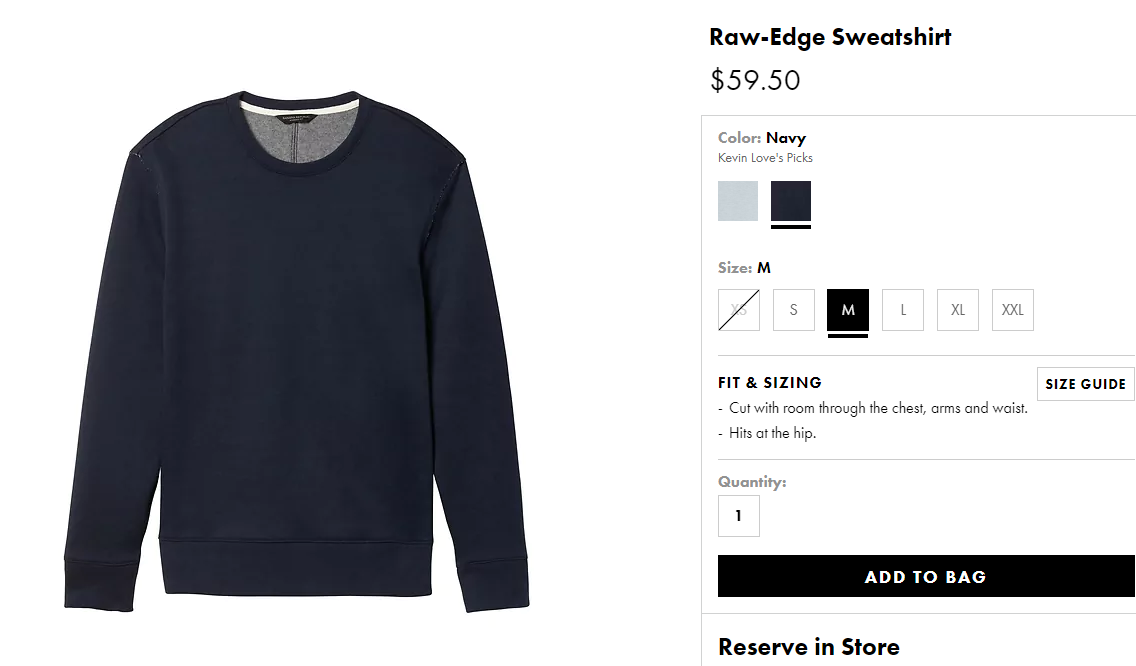 Raw-Edge Sweatshirt
$59.50
Color: Navy
Kevin Love's Picks
Size: M
XS S M L XL XXL
FIT & SIZING
SIZE GUIDE
- Cut with room through the chest, arms and waist.
- Hits at the hip.
Quantity:
1
ADD TO BAG
Reserve in Store